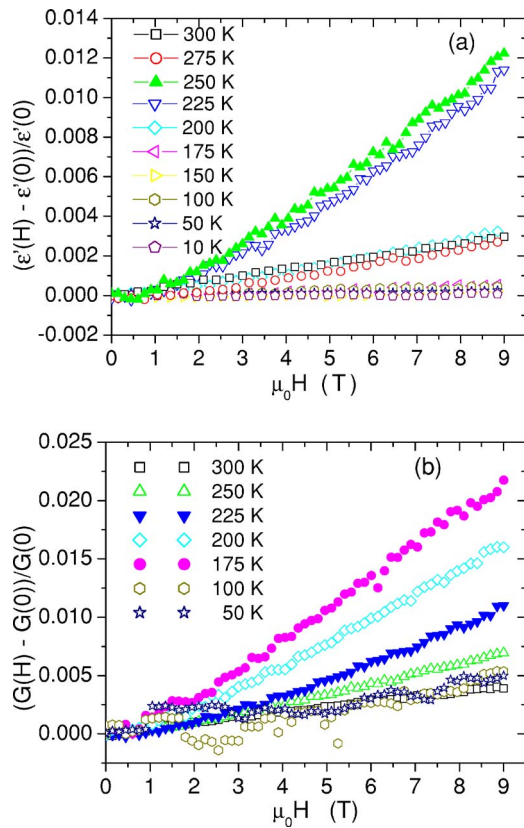 (a)
300 K
275 K
250 K
225 K
200 K
175 K
150 K
100 K
50 K
10 K
0.014
0.012
0.010
0.008
0.006
0.004
0.002
0.000
-0.002
(ε'(H) - ε'(0))/ε'(0)
0 1 2 3 4 5 6 7 8 9
μ₀H (T)
(b)
300 K
250 K
225 K
200 K
175 K
100 K
50 K
0.025
0.020
0.015
0.010
0.005
0.000
(G(H) - G(0))/G(0)
0 1 2 3 4 5 6 7 8 9
μ₀H (T)